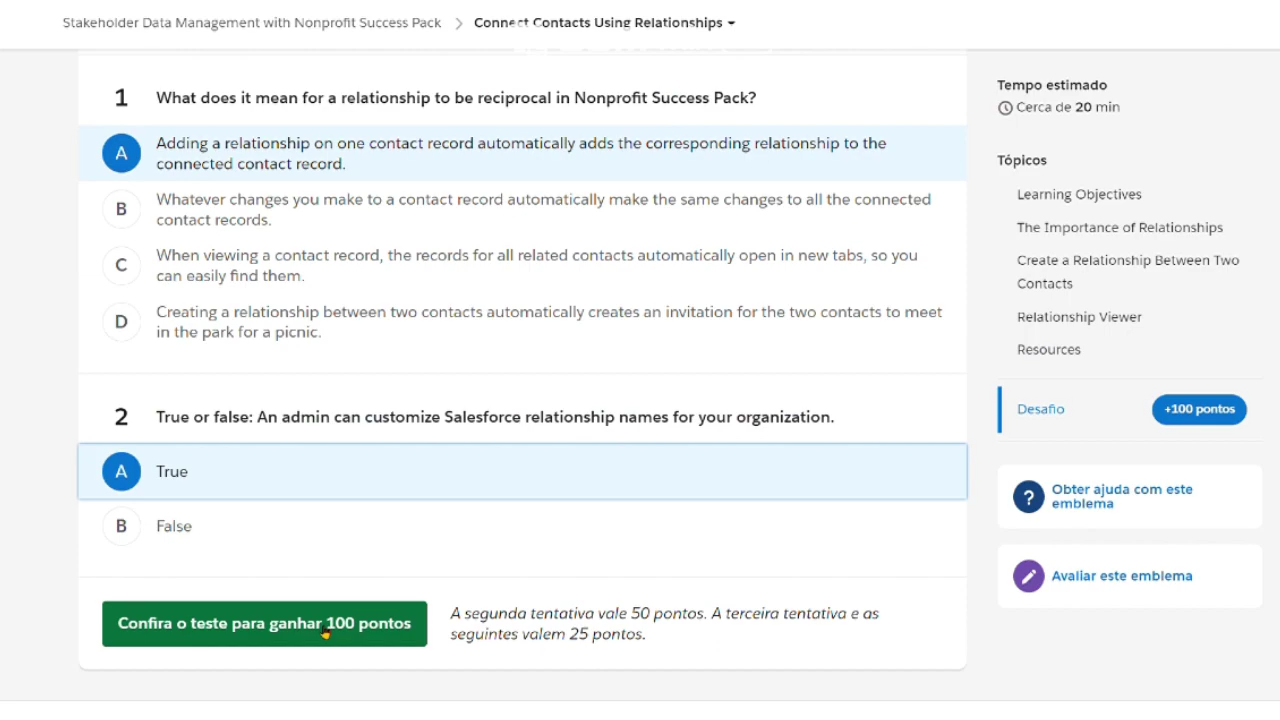 Stakeholder Data Management with Nonprofit Success Pack > Connect Contacts Using Relationships
1 What does it mean for a relationship to be reciprocal in Nonprofit Success Pack?
A Adding a relationship on one contact record automatically adds the corresponding relationship to the
connected contact record.
B Whatever changes you make to a contact record automatically make the same changes to all the connected
contact records.
C When viewing a contact record, the records for all related contacts automatically open in new tabs, so you
can easily find them.
D Creating a relationship between two contacts automatically creates an invitation for the two contacts to meet
in the park for a picnic.
2 True or false: An admin can customize Salesforce relationship names for your organization.
A True
B False
Confira o teste para ganhar 100 pontos
A segunda tentativa vale 50 pontos. A terceira tentativa e as
seguintes valem 25 pontos.
Tempo estimado
Cerca de 20 min
Tópicos
Learning Objectives
The Importance of Relationships
Create a Relationship Between Two
Contacts
Relationship Viewer
Resources
Desafio +100 pontos
? Obter ajuda com este
emblema
Avaliar este emblema